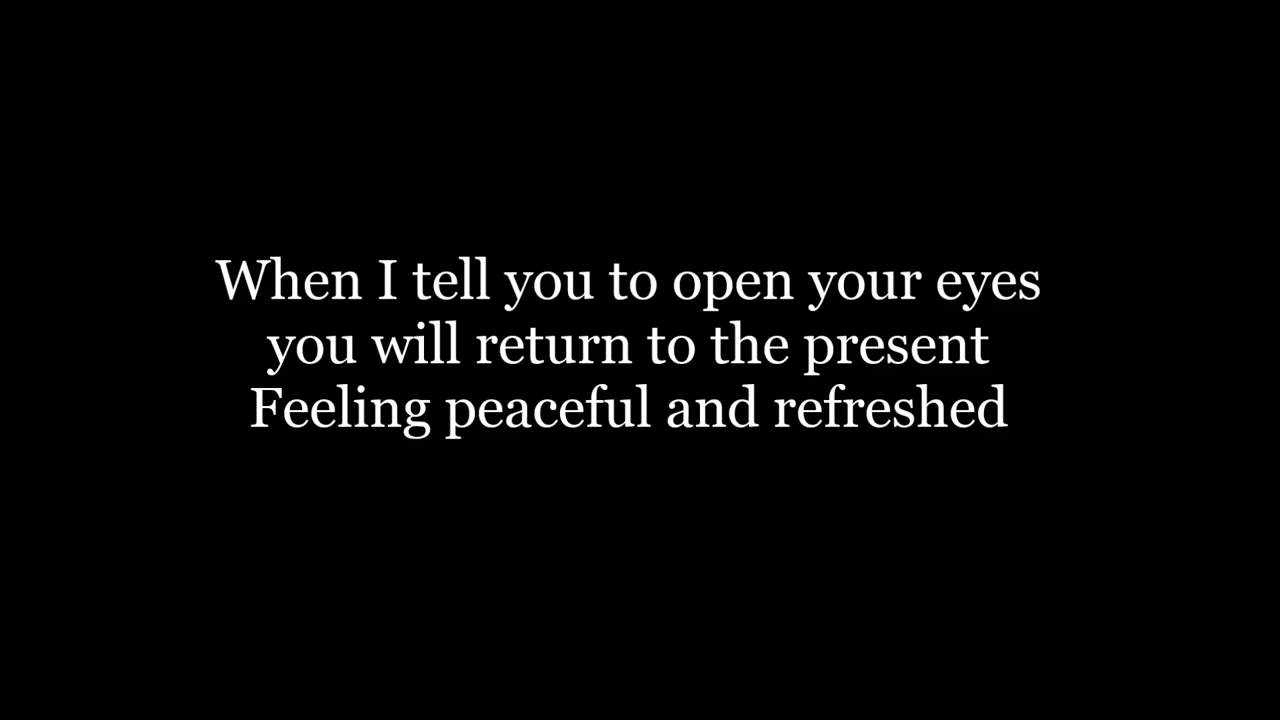 When I tell you to open your eyes
you will return to the present
Feeling peaceful and refreshed